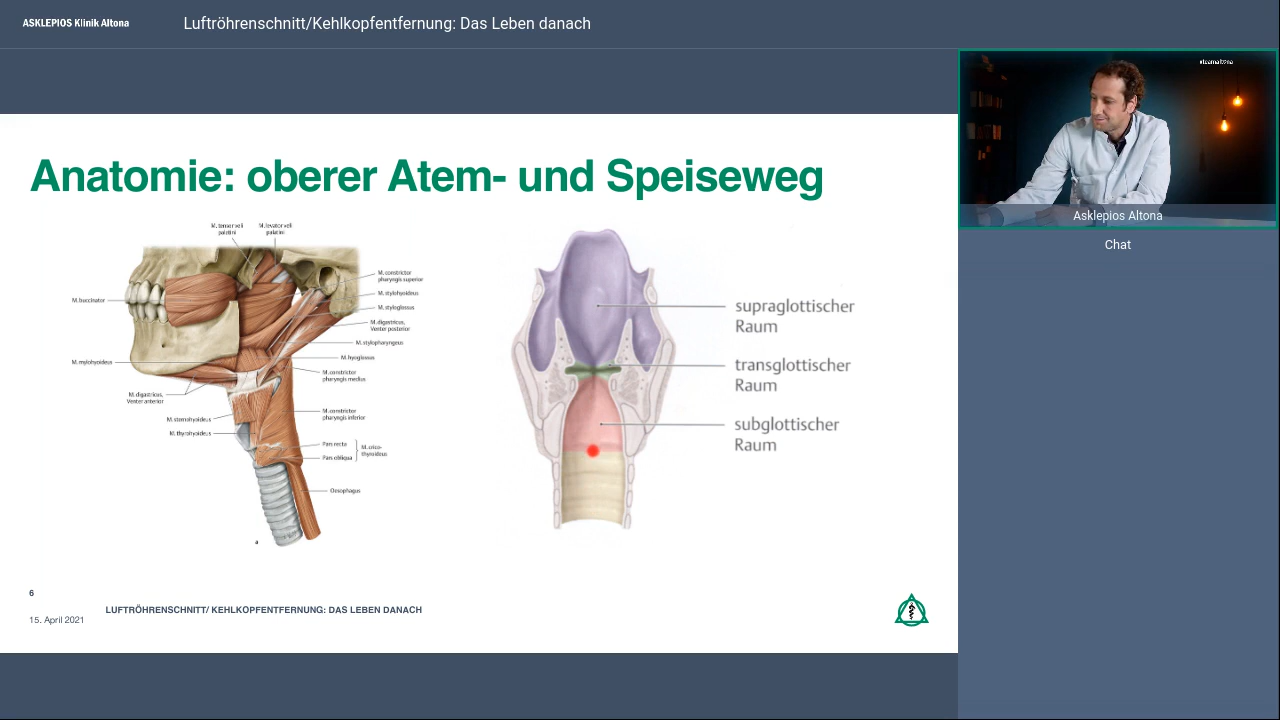 ASKLEPIOS Klinik Altona
Luftröhrenschnitt/Kehlkopfentfernung: Das Leben danach
#teamaltona
Asklepios Altona
Chat
Anatomie: oberer Atem- und Speiseweg
M. tensor veli
palatini
M. levator veli
palatini
M. buccinator
M. mylohyoideus
M. digastricus,
Venter anterior
M. sternohyoideus
M. thyrohyoideus
M. constrictor
pharyngis superior
M. stylohyoideus
M. styloglossus
M. digastricus,
Venter posterior
M. stylopharyngeus
M. hyoglossus
M. constrictor
pharyngis medius
M. constrictor
pharyngis inferior
Pars recta
Pars obliqua
M. crico-
thyroideus
Oesophagus
a
supraglottischer
Raum
transglottischer
Raum
subglottischer
Raum
6
LUFTRÖHRENSCHNITT/ KEHLKOPFENTFERNUNG: DAS LEBEN DANACH
15. April 2021